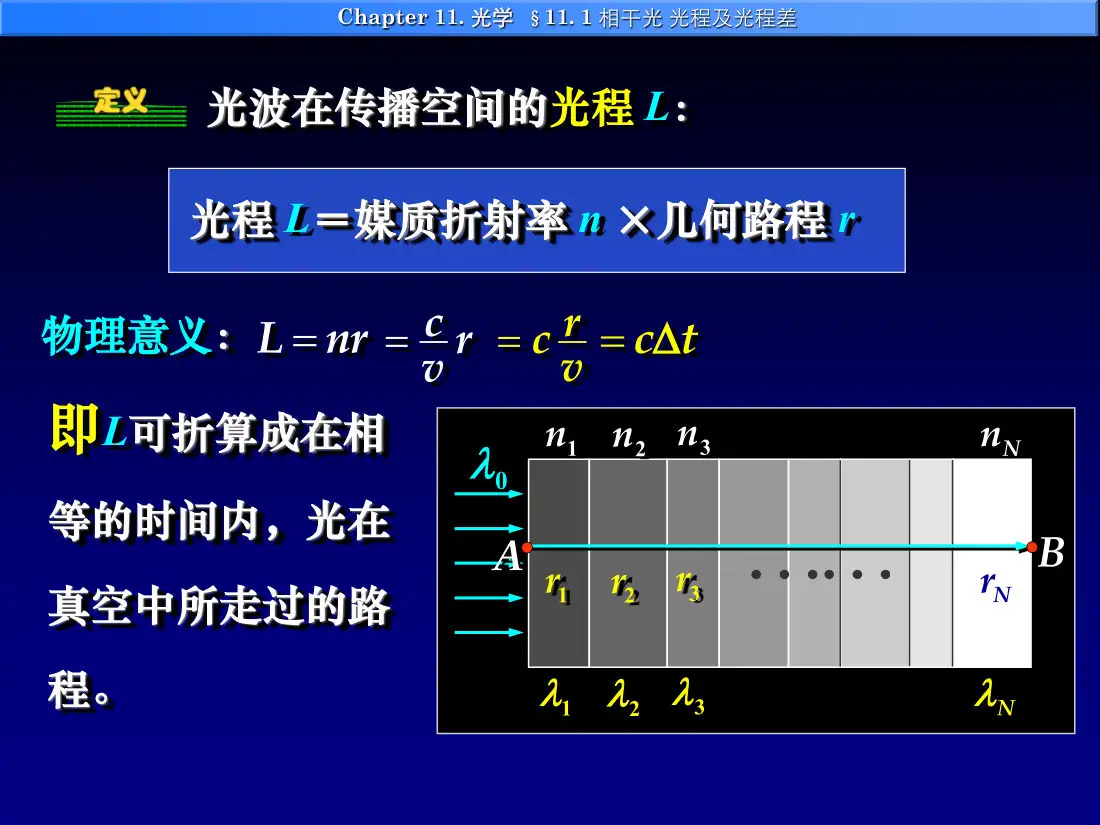 Chapter 11. 光学 §11. 1 相干光 光程及光程差
定义
光波在传播空间的光程 L：
光程 L＝媒质折射率 n ×几何路程 r
物理意义： L = nr = c/v r = c r/v = cΔt
即L可折算成在相
等的时间内，光在
真空中所走过的路
程。
n₁ n₂ n₃ n_N
λ₀
A B
r₁ r₂ r₃ ...... r_N
λ₁ λ₂ λ₃ λ_N